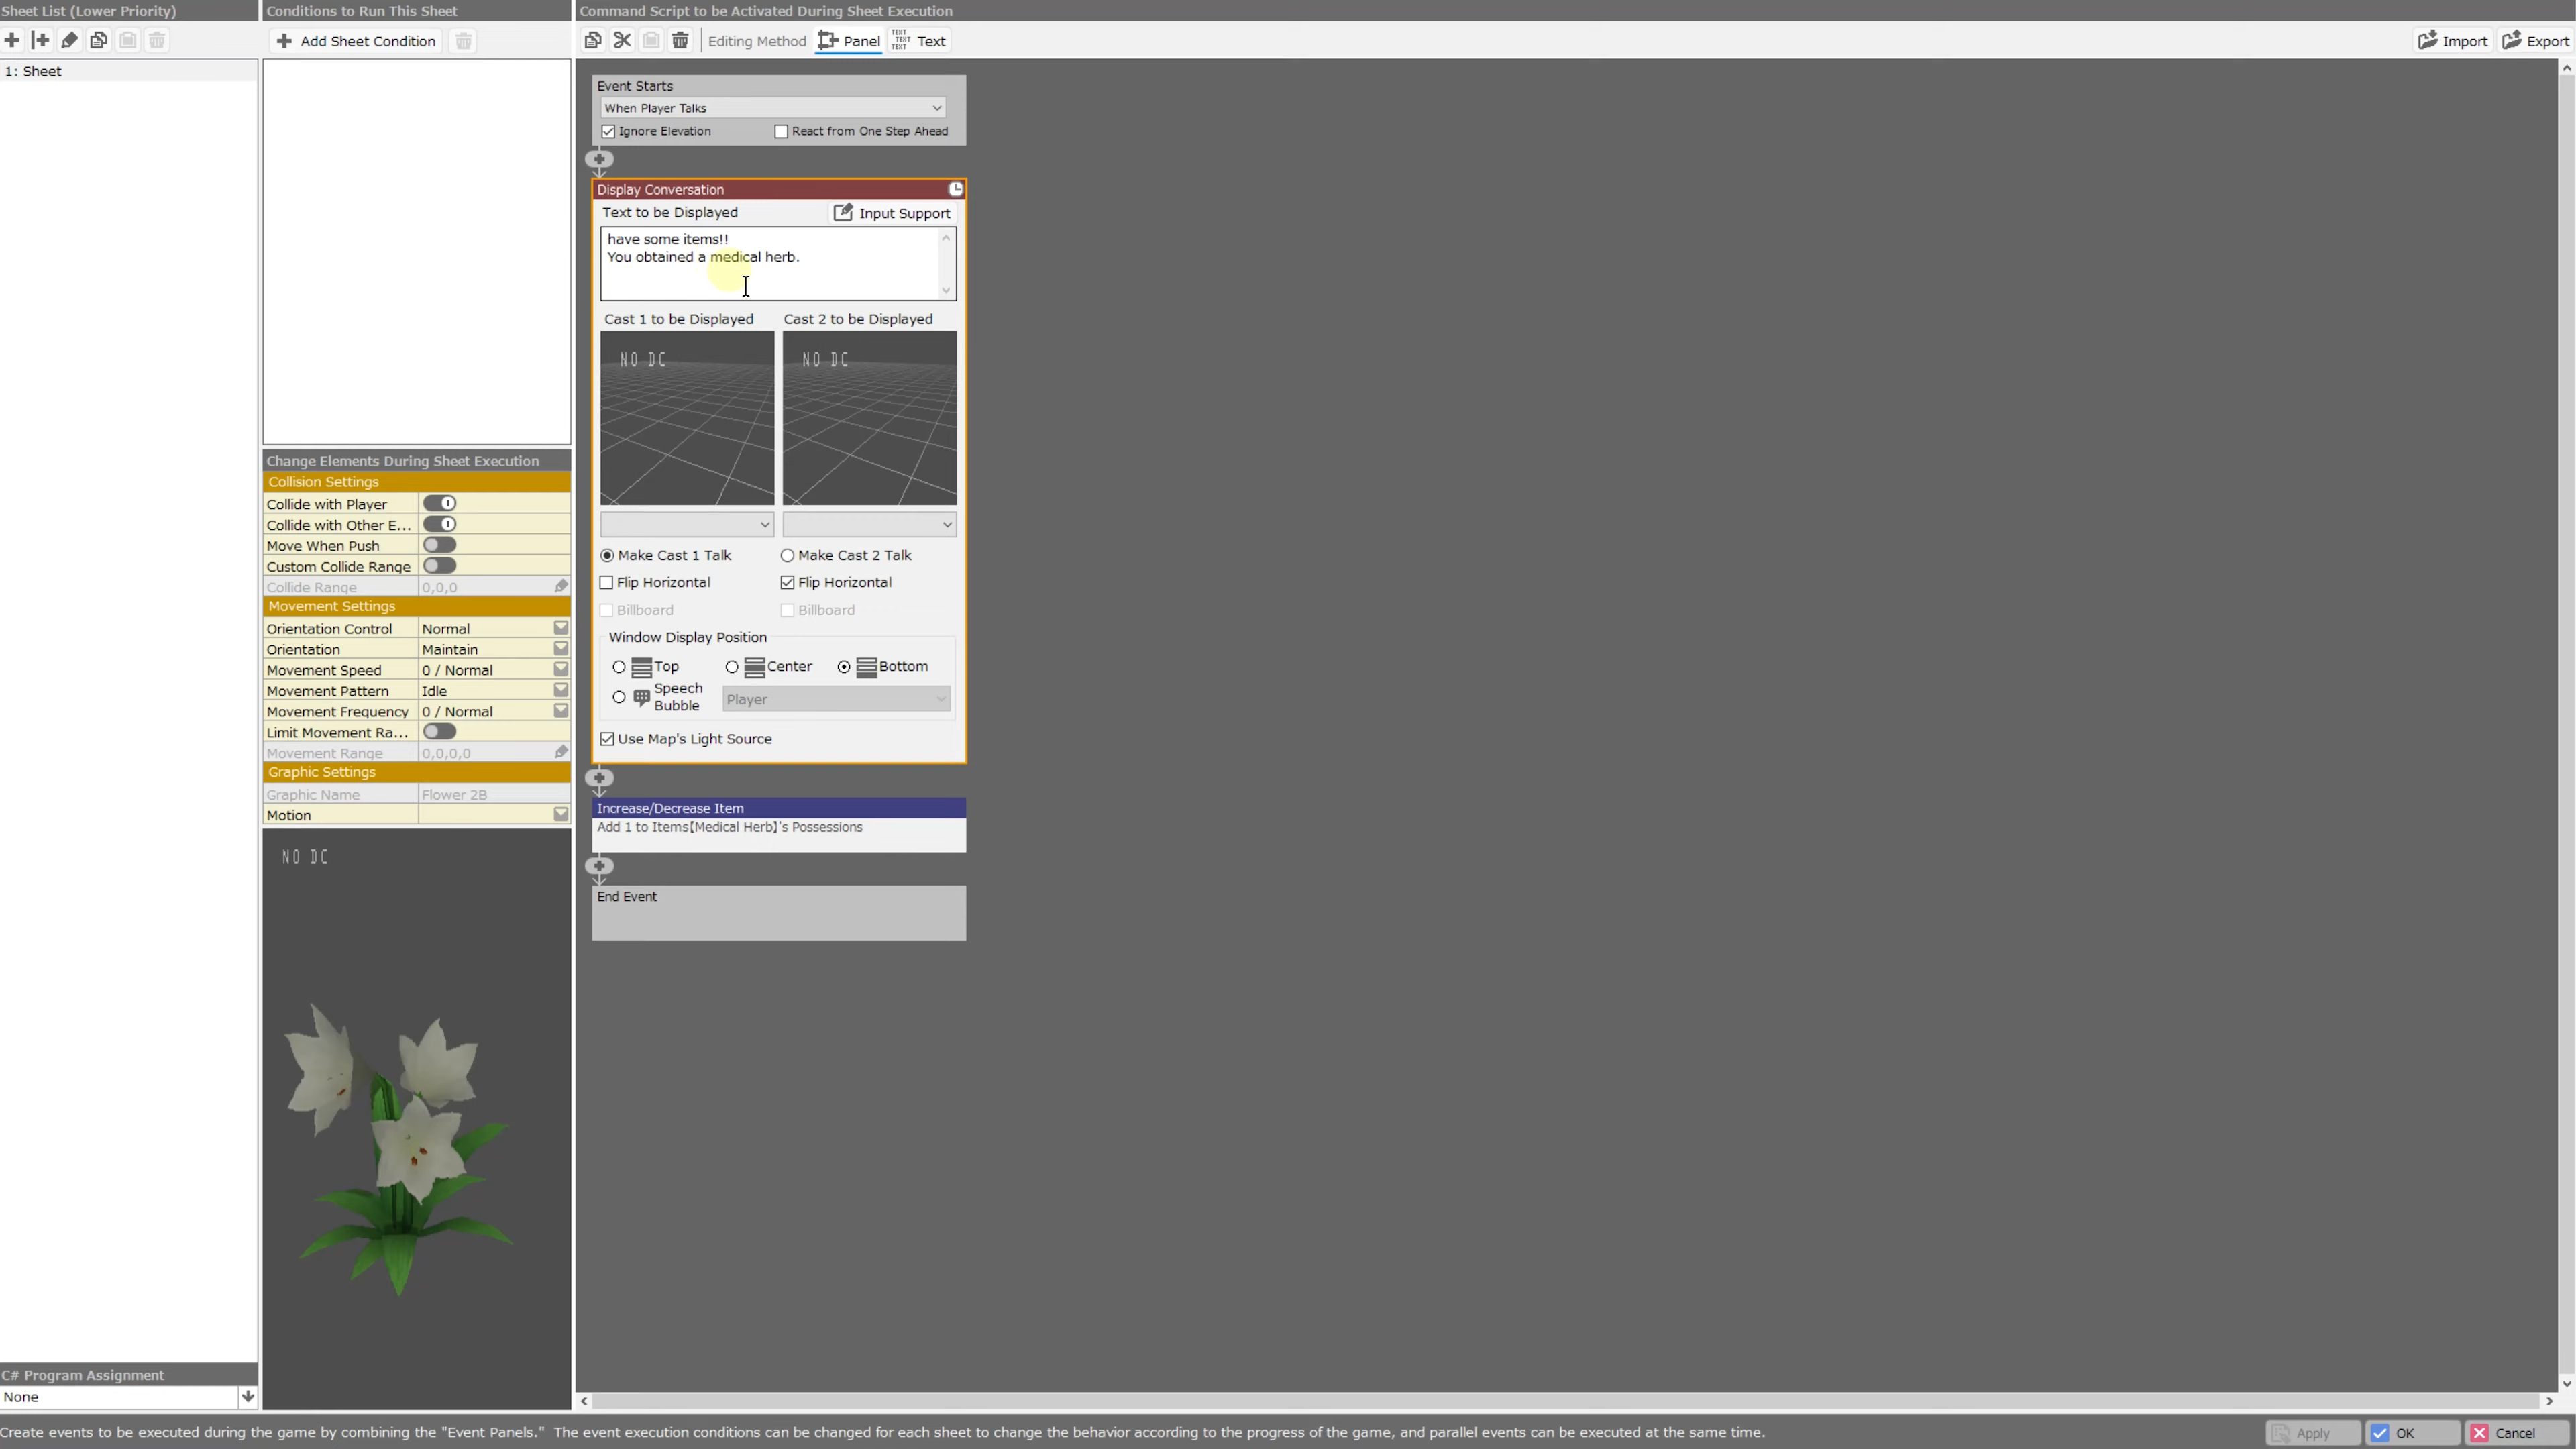 Sheet List (Lower Priority)
Conditions to Run This Sheet
Command Script to be Activated During Sheet Execution
Add Sheet Condition
Editing Method
Panel
TEXT
TEXT
TEXT
Text
Import
Export
1: Sheet
Event Starts
When Player Talks
Ignore Elevation
React from One Step Ahead
Display Conversation
Text to be Displayed
Input Support
have some items!!
You obtained a medical herb.
Cast 1 to be Displayed
Cast 2 to be Displayed
NO DC
NO DC
Make Cast 1 Talk
Make Cast 2 Talk
Flip Horizontal
Flip Horizontal
Billboard
Billboard
Window Display Position
Top
Center
Bottom
Speech
Bubble
Player
Use Map's Light Source
Increase/Decrease Item
Add 1 to Items【Medical Herb】's Possessions
End Event
Change Elements During Sheet Execution
Collision Settings
Collide with Player
Collide with Other E...
Move When Push
Custom Collide Range
Collide Range 0,0,0
Movement Settings
Orientation Control Normal
Orientation Maintain
Movement Speed 0 / Normal
Movement Pattern Idle
Movement Frequency 0 / Normal
Limit Movement Ra...
Movement Range 0,0,0,0
Graphic Settings
Graphic Name Flower 2B
Motion
NO DC
C# Program Assignment
None
Create events to be executed during the game by combining the "Event Panels." The event execution conditions can be changed for each sheet to change the behavior according to the progress of the game, and parallel events can be executed at the same time.
Apply
OK
Cancel